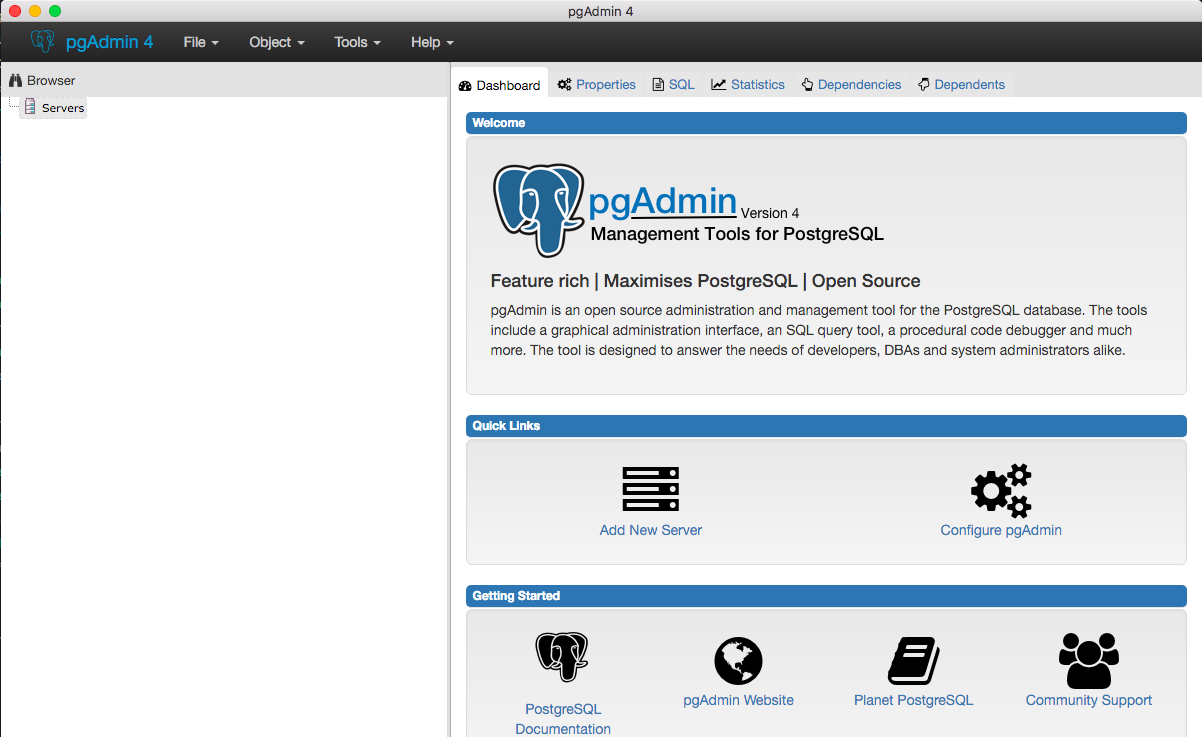 pgAdmin 4
pgAdmin 4 File Object Tools Help
Browser
Servers
Dashboard Properties SQL Statistics Dependencies Dependents
Welcome
pgAdmin Version 4
Management Tools for PostgreSQL
Feature rich | Maximises PostgreSQL | Open Source
pgAdmin is an open source administration and management tool for the PostgreSQL database. The tools
include a graphical administration interface, an SQL query tool, a procedural code debugger and much
more. The tool is designed to answer the needs of developers, DBAs and system administrators alike.
Quick Links
Add New Server
Configure pgAdmin
Getting Started
PostgreSQL
Documentation
pgAdmin Website
Planet PostgreSQL
Community Support